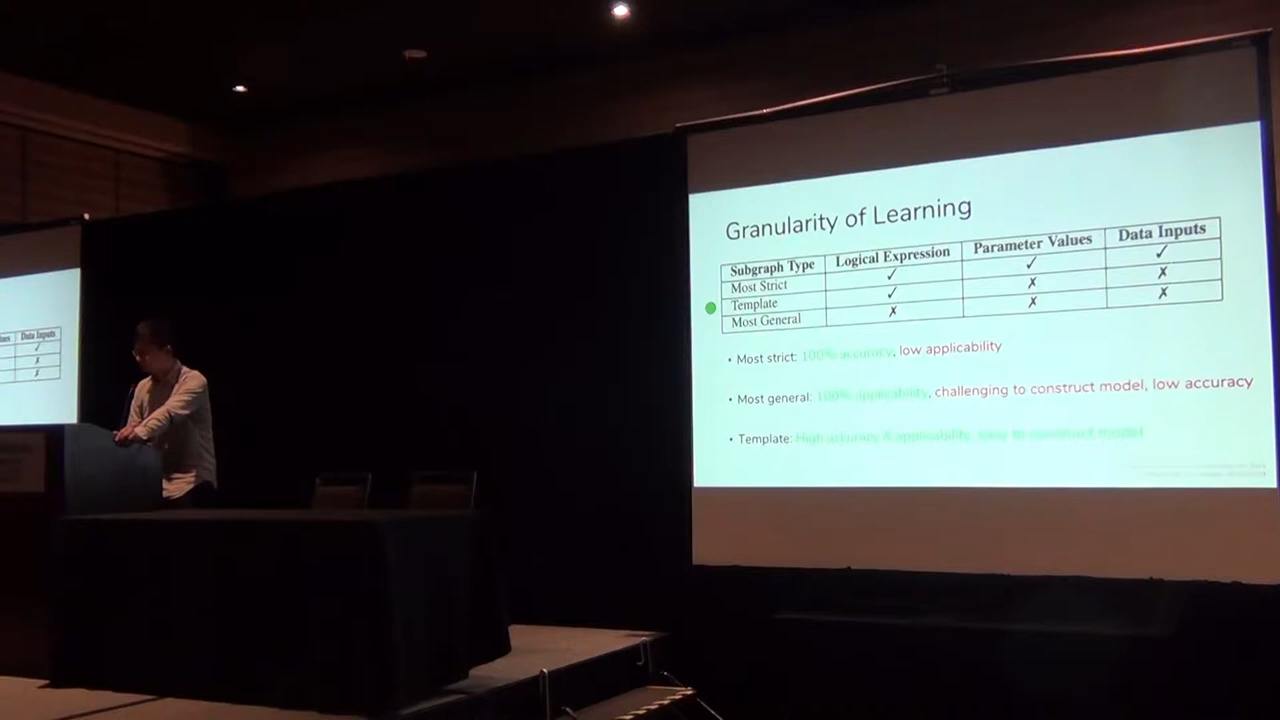 Granularity of Learning
Subgraph Type Logical Expression Parameter Values Data Inputs
Most Strict ✓ ✓ ✓
Template ✓ ✗ ✗
Most General ✗ ✗ ✗
• Most strict: 100% accuracy, low applicability
• Most general: 100% applicability, challenging to construct model, low accuracy
• Template: High accuracy & applicability, easy to construct model
Data Inputs
✓
✗
✗